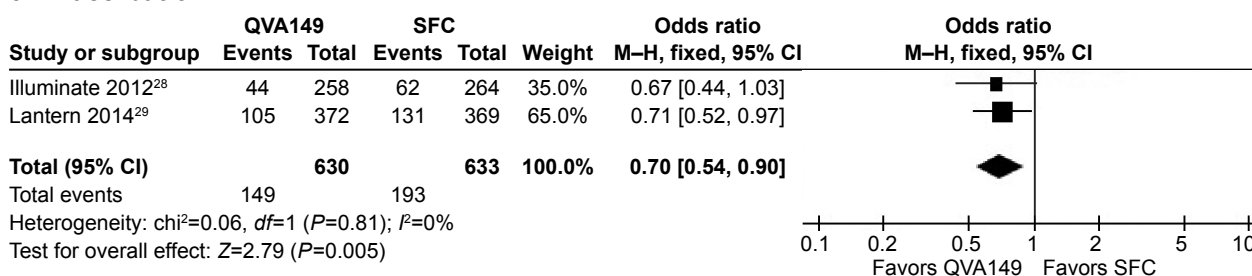 QVA149 SFC Odds ratio Odds ratio
Study or subgroup Events Total Events Total Weight M–H, fixed, 95% CI M–H, fixed, 95% CI
Illuminate 2012²⁸ 44 258 62 264 35.0% 0.67 [0.44, 1.03]
Lantern 2014²⁹ 105 372 131 369 65.0% 0.71 [0.52, 0.97]
Total (95% CI) 630 633 100.0% 0.70 [0.54, 0.90]
Total events 149 193
Heterogeneity: chi²=0.06, df=1 (P=0.81); I²=0%
Test for overall effect: Z=2.79 (P=0.005)
0.1 0.2 0.5 1 2 5 10
Favors QVA149 Favors SFC